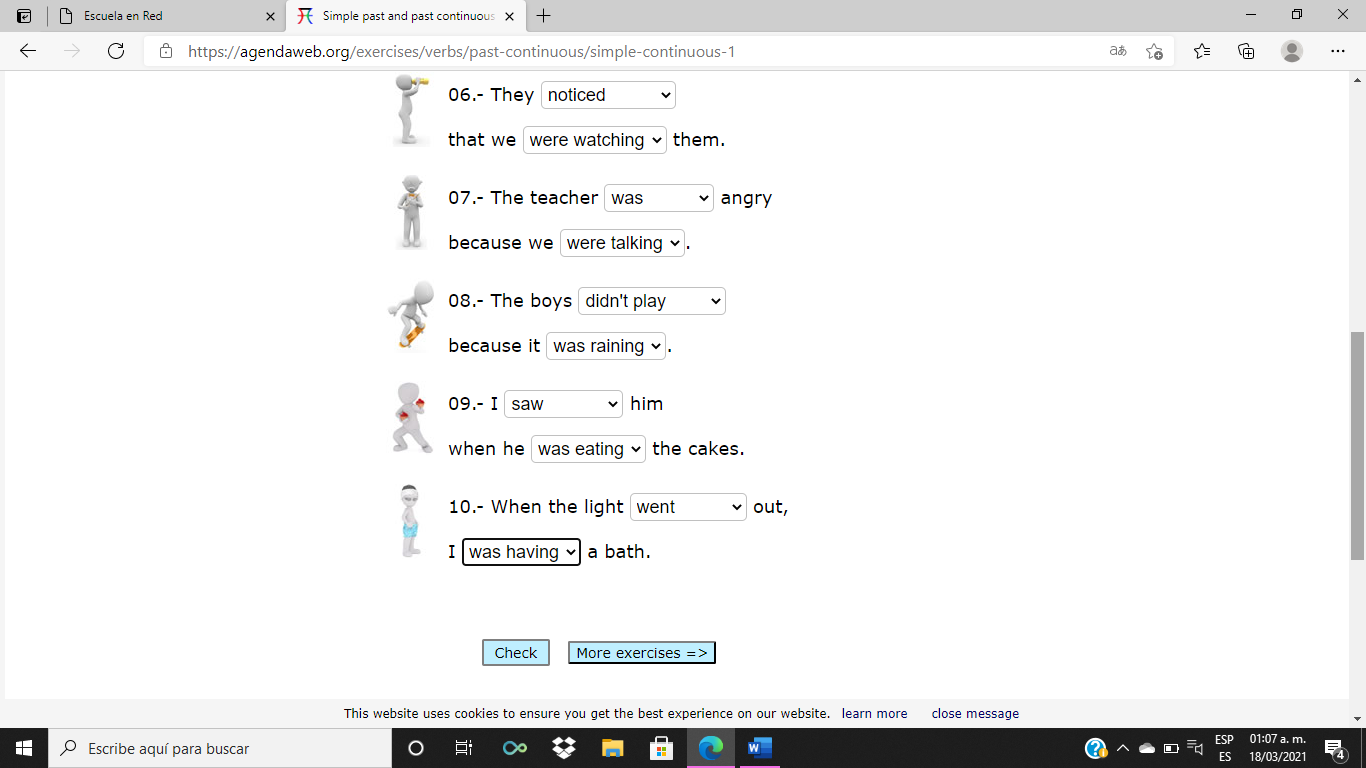 Escuela en Red
Simple past and past continuous
https://agendaweb.org/exercises/verbs/past-continuous/simple-continuous-1
06.- They noticed
that we were watching them.
07.- The teacher was angry
because we were talking.
08.- The boys didn't play
because it was raining.
09.- I saw him
when he was eating the cakes.
10.- When the light went out,
I was having a bath.
Check More exercises =>
This website uses cookies to ensure you get the best experience on our website. learn more close message
Escribe aquí para buscar
ESP
ES
01:07 a. m.
18/03/2021
4